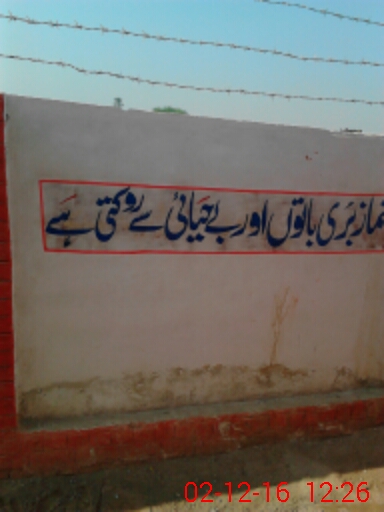 نماز بری باتوں اور بے حیائی سے روکتی ہے
02-12-16 12:26